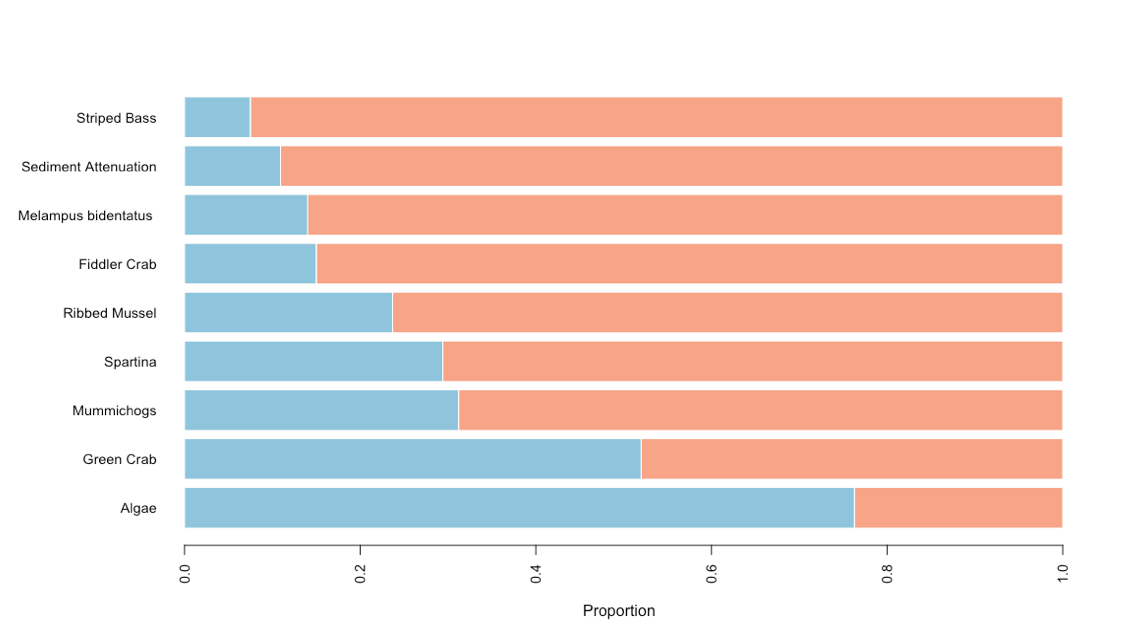 Striped Bass
Sediment Attenuation
Melampus bidentatus
Fiddler Crab
Ribbed Mussel
Spartina
Mummichogs
Green Crab
Algae
0.0 0.2 0.4 0.6 0.8 1.0
Proportion